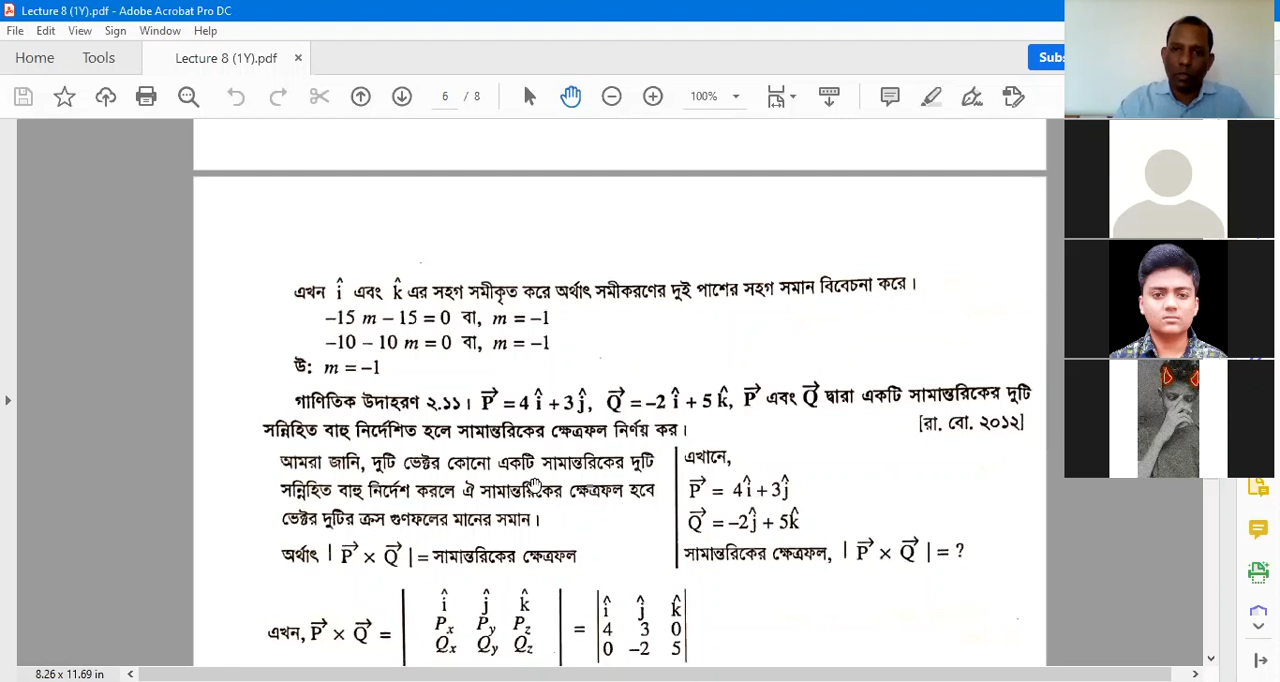 Lecture 8 (1Y).pdf - Adobe Acrobat Pro DC
File Edit View Sign Window Help
Home Tools Lecture 8 (1Y).pdf × Subs
6 / 8 100%
এখন î এবং k̂ এর সহগ সমীকৃত করে অর্থাৎ সমীকরণের দুই পাশের সহগ সমান বিবেচনা করে।
-15 m – 15 = 0 বা, m = –1
-10 – 10 m = 0 বা, m = –1
উ: m = –1
গাণিতিক উদাহরণ ২.১১। P⃗ = 4 î + 3 ĵ, Q⃗ = –2 î + 5 k̂, P⃗ এবং Q⃗ দ্বারা একটি সামান্তরিকের দুটি
সন্নিহিত বাহু নির্দেশিত হলে সামান্তরিকের ক্ষেত্রফল নির্ণয় কর।
[রা. বো. ২০১২]
আমরা জানি, দুটি ভেক্টর কোনো একটি সামান্তরিকের দুটি
সন্নিহিত বাহু নির্দেশ করলে ঐ সামান্তরিকের ক্ষেত্রফল হবে
ভেক্টর দুটির ক্রস গুণফলের মানের সমান।
অর্থাৎ | P⃗ × Q⃗ | = সামান্তরিকের ক্ষেত্রফল
এখানে,
P⃗ = 4î + 3ĵ
Q⃗ = –2ĵ + 5k̂
সামান্তরিকের ক্ষেত্রফল, | P⃗ × Q⃗ | = ?
î ĵ k̂ î ĵ k̂
এখন, P⃗ × Q⃗ = Px Py Pz = 4 3 0
Qx Qy Qz 0 –2 5
8.26 x 11.69 in